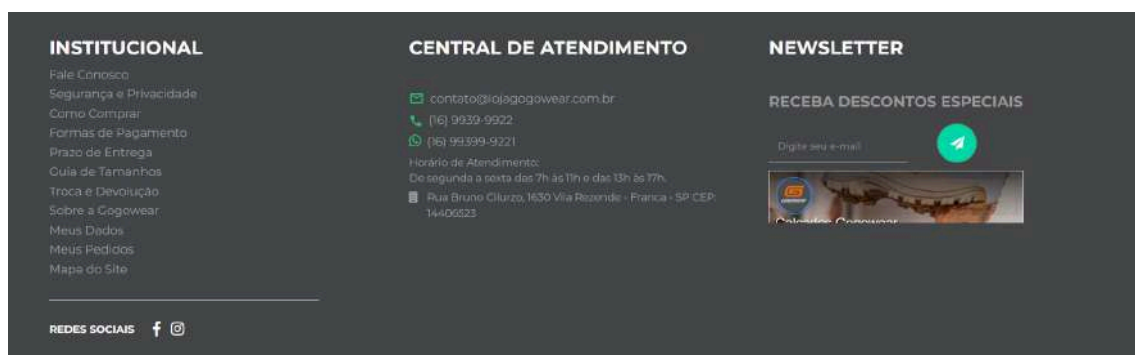 INSTITUCIONAL
Fale Conosco
Segurança e Privacidade
Como Comprar
Formas de Pagamento
Prazo de Entrega
Guia de Tamanhos
Troca e Devolução
Sobre a Gogowear
Meus Dados
Meus Pedidos
Mapa do Site
REDES SOCIAIS
CENTRAL DE ATENDIMENTO
contato@lojagogowear.com.br
(16) 9939-9922
(16) 99399-9221
Horário de Atendimento:
De segunda a sexta das 7h às 11h e das 13h às 17h.
Rua Bruno Cilurzo, 1630 Vila Rezende - Franca - SP CEP:
14406523
NEWSLETTER
RECEBA DESCONTOS ESPECIAIS
Digite seu e-mail
Calçados Gogowear